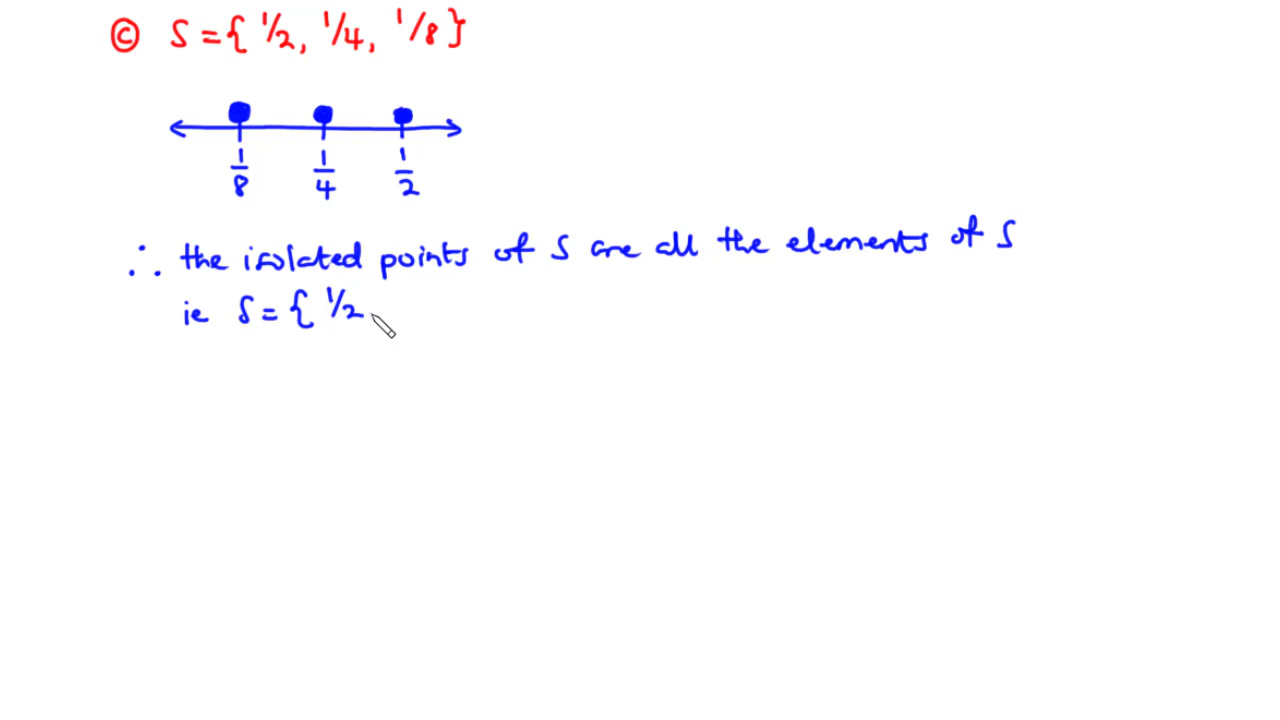 © S = { 1/2, 1/4, 1/8 }
1/8 1/4 1/2
∴ the isolated points of S are all the elements of S
ie S = { 1/2